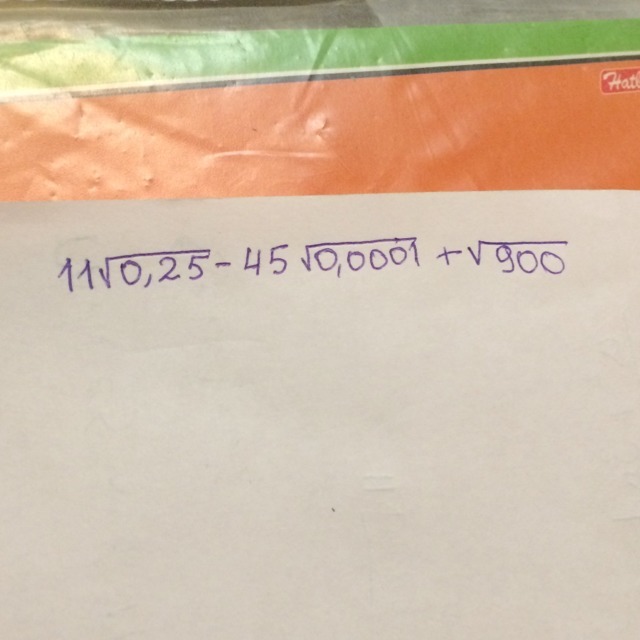 11√0,25 - 45 √0,0001 + √900